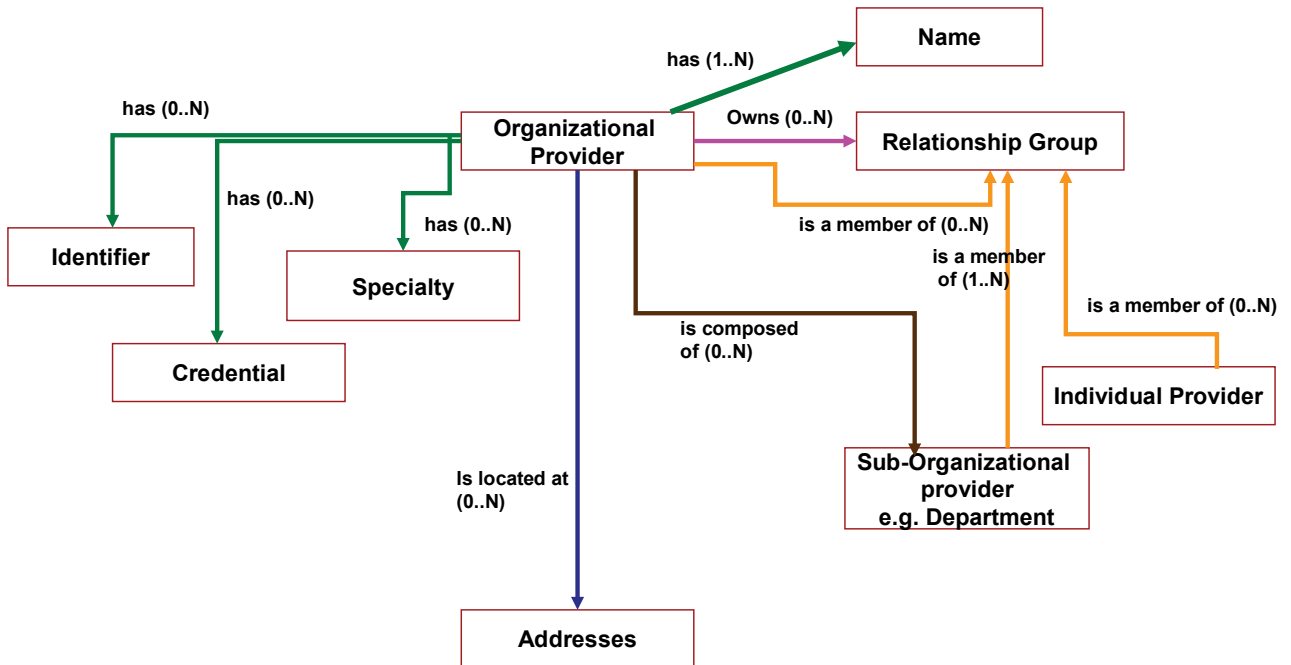 Name
has (1..N)
has (0..N)
Organizational
Provider
Owns (0..N)
Relationship Group
has (0..N)
has (0..N)
is a member of (0..N)
Identifier
Specialty
is a member
of (1..N)
is a member of (0..N)
is composed
of (0..N)
Credential
Individual Provider
Is located at
(0..N)
Sub-Organizational
provider
e.g. Department
Addresses